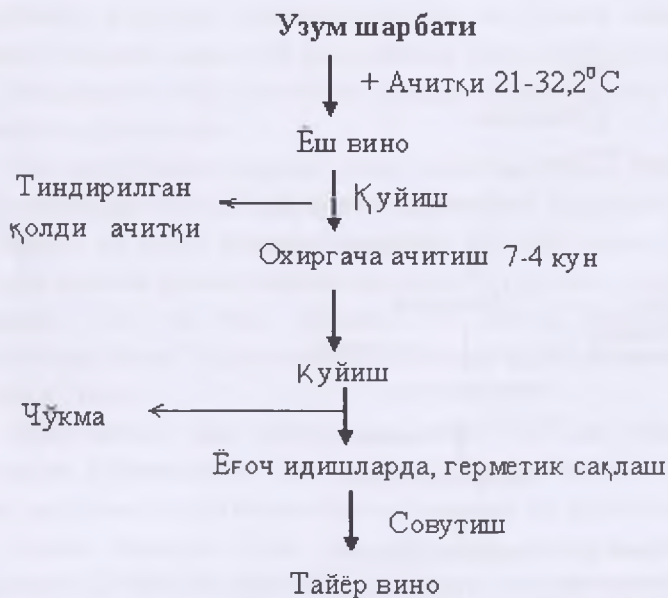 Узум шарбати
+ Ачитқи 21-32,2⁰C
Ёш вино
Тиндирилган
қолди ачитқи
Қуйиш
Охиргача ачитиш 7-4 кун
Қуйиш
Чўкма
Ёғоч идишларда, герметик сақлаш
Совутиш
Тайёр вино